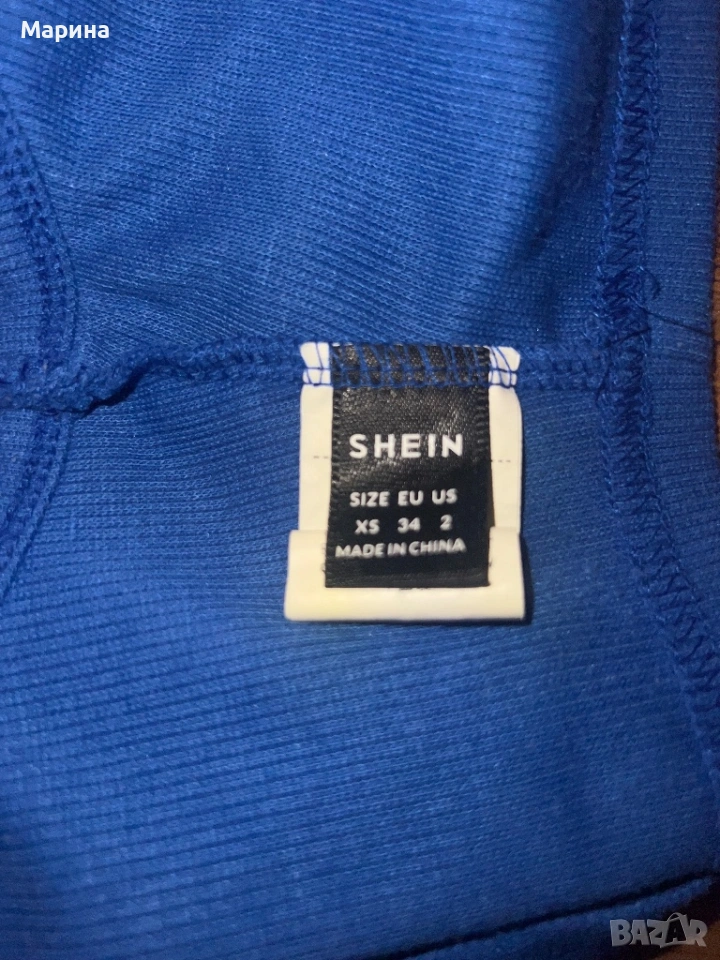 Марина
SHEIN
SIZE EU US
XS 34 2
MADE IN CHINA
BAZAR